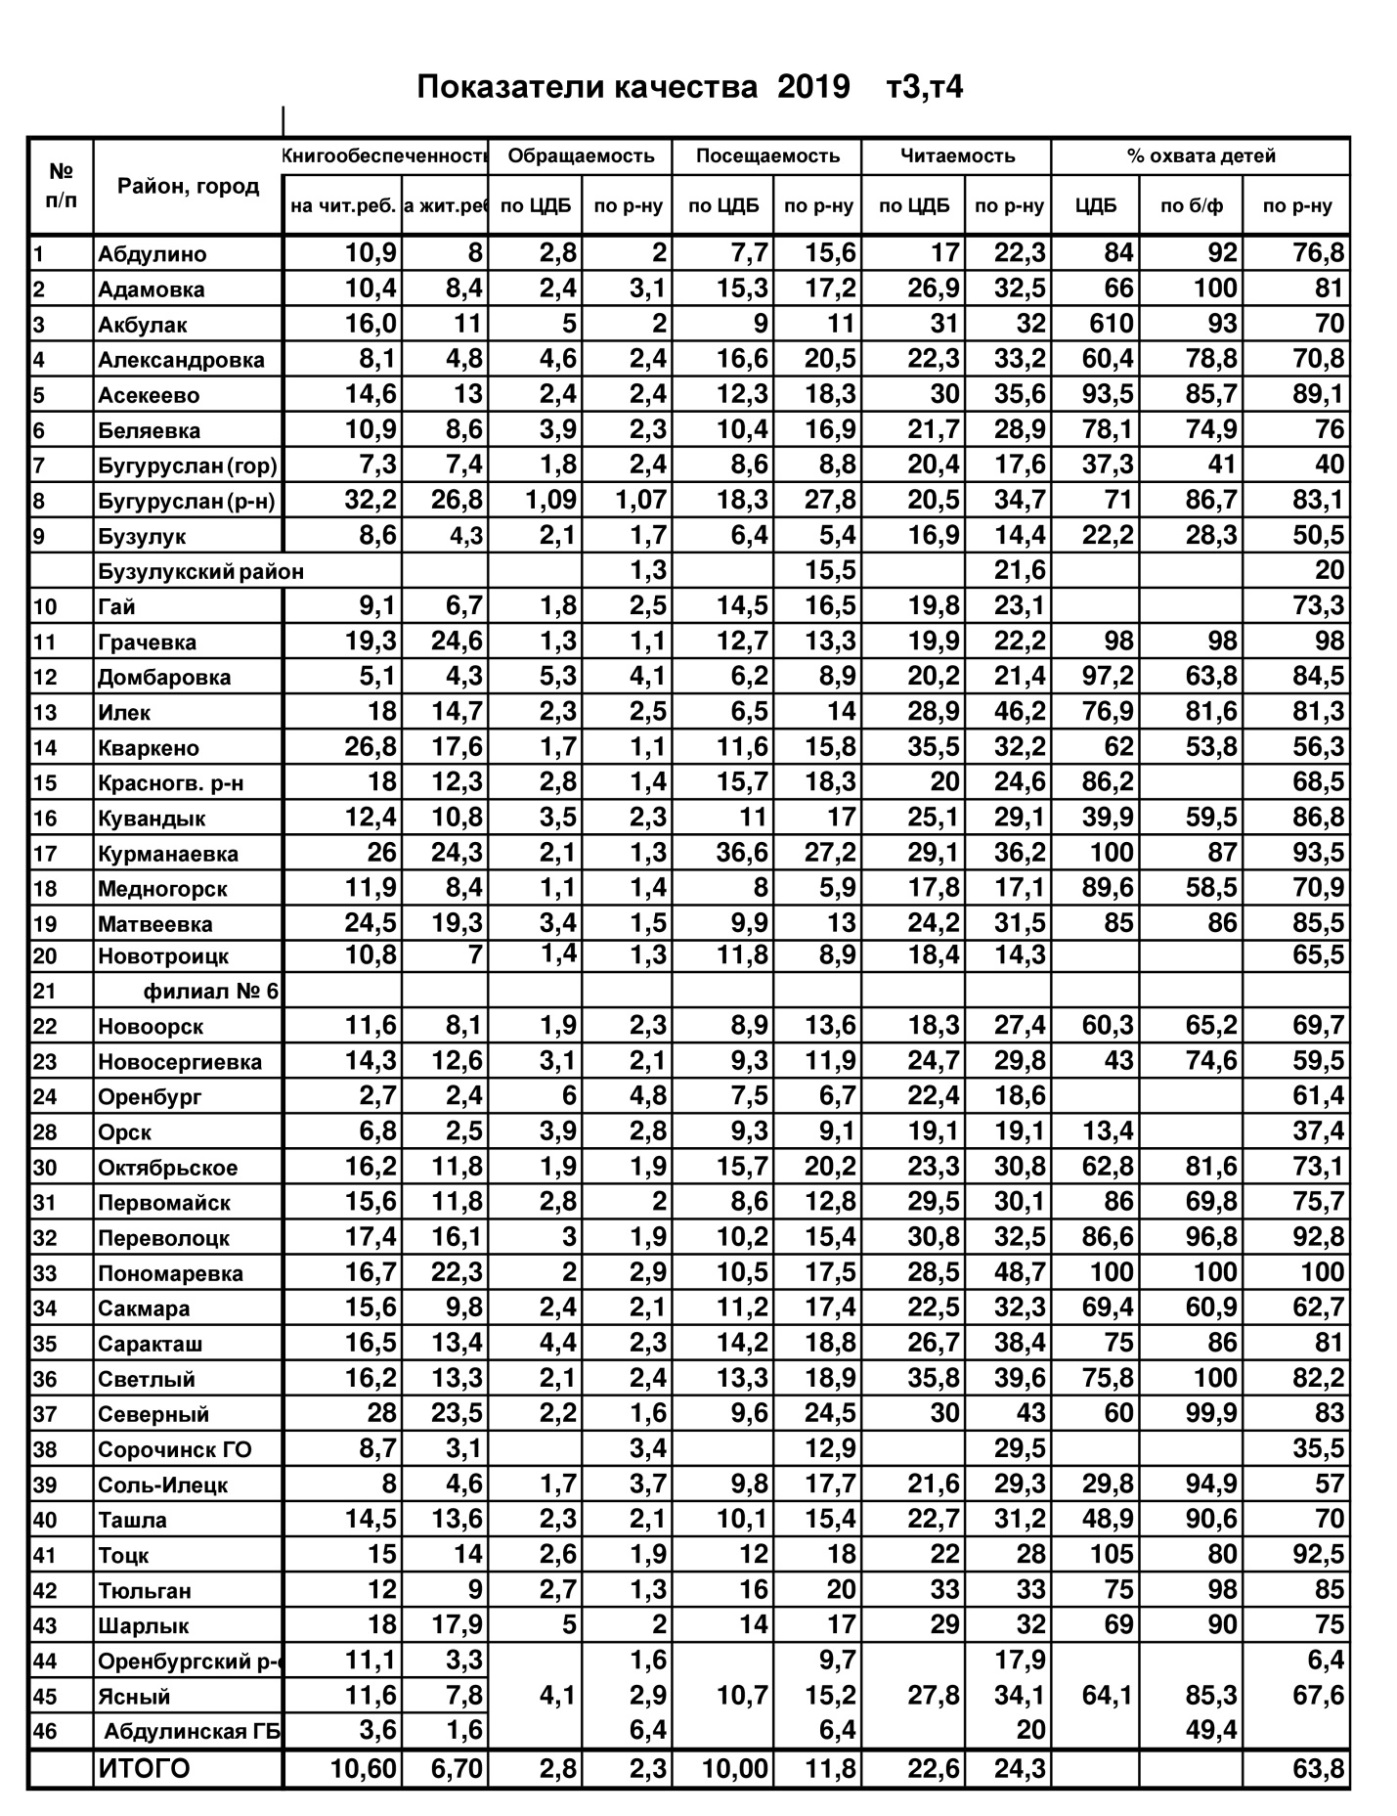 Показатели качества 2019 т3,т4
№ п/п Район, город Книгообеспеченность Обращаемость Посещаемость Читаемость % охвата детей
на чит.реб. а жит.реб по ЦДБ по р-ну по ЦДБ по р-ну по ЦДБ по р-ну ЦДБ по б/ф по р-ну
1 Абдулино 10,9 8 2,8 2 7,7 15,6 17 22,3 84 92 76,8
2 Адамовка 10,4 8,4 2,4 3,1 15,3 17,2 26,9 32,5 66 100 81
3 Акбулак 16,0 11 5 2 9 11 31 32 610 93 70
4 Александровка 8,1 4,8 4,6 2,4 16,6 20,5 22,3 33,2 60,4 78,8 70,8
5 Асекеево 14,6 13 2,4 2,4 12,3 18,3 30 35,6 93,5 85,7 89,1
6 Беляевка 10,9 8,6 3,9 2,3 10,4 16,9 21,7 28,9 78,1 74,9 76
7 Бугуруслан (гор) 7,3 7,4 1,8 2,4 8,6 8,8 20,4 17,6 37,3 41 40
8 Бугуруслан (р-н) 32,2 26,8 1,09 1,07 18,3 27,8 20,5 34,7 71 86,7 83,1
9 Бузулук 8,6 4,3 2,1 1,7 6,4 5,4 16,9 14,4 22,2 28,3 50,5
Бузулукский район 1,3 15,5 21,6 20
10 Гай 9,1 6,7 1,8 2,5 14,5 16,5 19,8 23,1 73,3
11 Грачевка 19,3 24,6 1,3 1,1 12,7 13,3 19,9 22,2 98 98 98
12 Домбаровка 5,1 4,3 5,3 4,1 6,2 8,9 20,2 21,4 97,2 63,8 84,5
13 Илек 18 14,7 2,3 2,5 6,5 14 28,9 46,2 76,9 81,6 81,3
14 Кваркено 26,8 17,6 1,7 1,1 11,6 15,8 35,5 32,2 62 53,8 56,3
15 Красногв. р-н 18 12,3 2,8 1,4 15,7 18,3 20 24,6 86,2 68,5
16 Кувандык 12,4 10,8 3,5 2,3 11 17 25,1 29,1 39,9 59,5 86,8
17 Курманаевка 26 24,3 2,1 1,3 36,6 27,2 29,1 36,2 100 87 93,5
18 Медногорск 11,9 8,4 1,1 1,4 8 5,9 17,8 17,1 89,6 58,5 70,9
19 Матвеевка 24,5 19,3 3,4 1,5 9,9 13 24,2 31,5 85 86 85,5
20 Новотроицк 10,8 7 1,4 1,3 11,8 8,9 18,4 14,3 65,5
21 филиал № 6
22 Новоорск 11,6 8,1 1,9 2,3 8,9 13,6 18,3 27,4 60,3 65,2 69,7
23 Новосергиевка 14,3 12,6 3,1 2,1 9,3 11,9 24,7 29,8 43 74,6 59,5
24 Оренбург 2,7 2,4 6 4,8 7,5 6,7 22,4 18,6 61,4
28 Орск 6,8 2,5 3,9 2,8 9,3 9,1 19,1 19,1 13,4 37,4
30 Октябрьское 16,2 11,8 1,9 1,9 15,7 20,2 23,3 30,8 62,8 81,6 73,1
31 Первомайск 15,6 11,8 2,8 2 8,6 12,8 29,5 30,1 86 69,8 75,7
32 Переволоцк 17,4 16,1 3 1,9 10,2 15,4 30,8 32,5 86,6 96,8 92,8
33 Пономаревка 16,7 22,3 2 2,9 10,5 17,5 28,5 48,7 100 100 100
34 Сакмара 15,6 9,8 2,4 2,1 11,2 17,4 22,5 32,3 69,4 60,9 62,7
35 Саракташ 16,5 13,4 4,4 2,3 14,2 18,8 26,7 38,4 75 86 81
36 Светлый 16,2 13,3 2,1 2,4 13,3 18,9 35,8 39,6 75,8 100 82,2
37 Северный 28 23,5 2,2 1,6 9,6 24,5 30 43 60 99,9 83
38 Сорочинск ГО 8,7 3,1 3,4 12,9 29,5 35,5
39 Соль-Илецк 8 4,6 1,7 3,7 9,8 17,7 21,6 29,3 29,8 94,9 57
40 Ташла 14,5 13,6 2,3 2,1 10,1 15,4 22,7 31,2 48,9 90,6 70
41 Тоцк 15 14 2,6 1,9 12 18 22 28 105 80 92,5
42 Тюльган 12 9 2,7 1,3 16 20 33 33 75 98 85
43 Шарлык 18 17,9 5 2 14 17 29 32 69 90 75
44 Оренбургский р- 11,1 3,3 1,6 9,7 17,9 6,4
45 Ясный 11,6 7,8 4,1 2,9 10,7 15,2 27,8 34,1 64,1 85,3 67,6
46 Абдулинская ГБ 3,6 1,6 6,4 6,4 20 49,4
ИТОГО 10,60 6,70 2,8 2,3 10,00 11,8 22,6 24,3 63,8